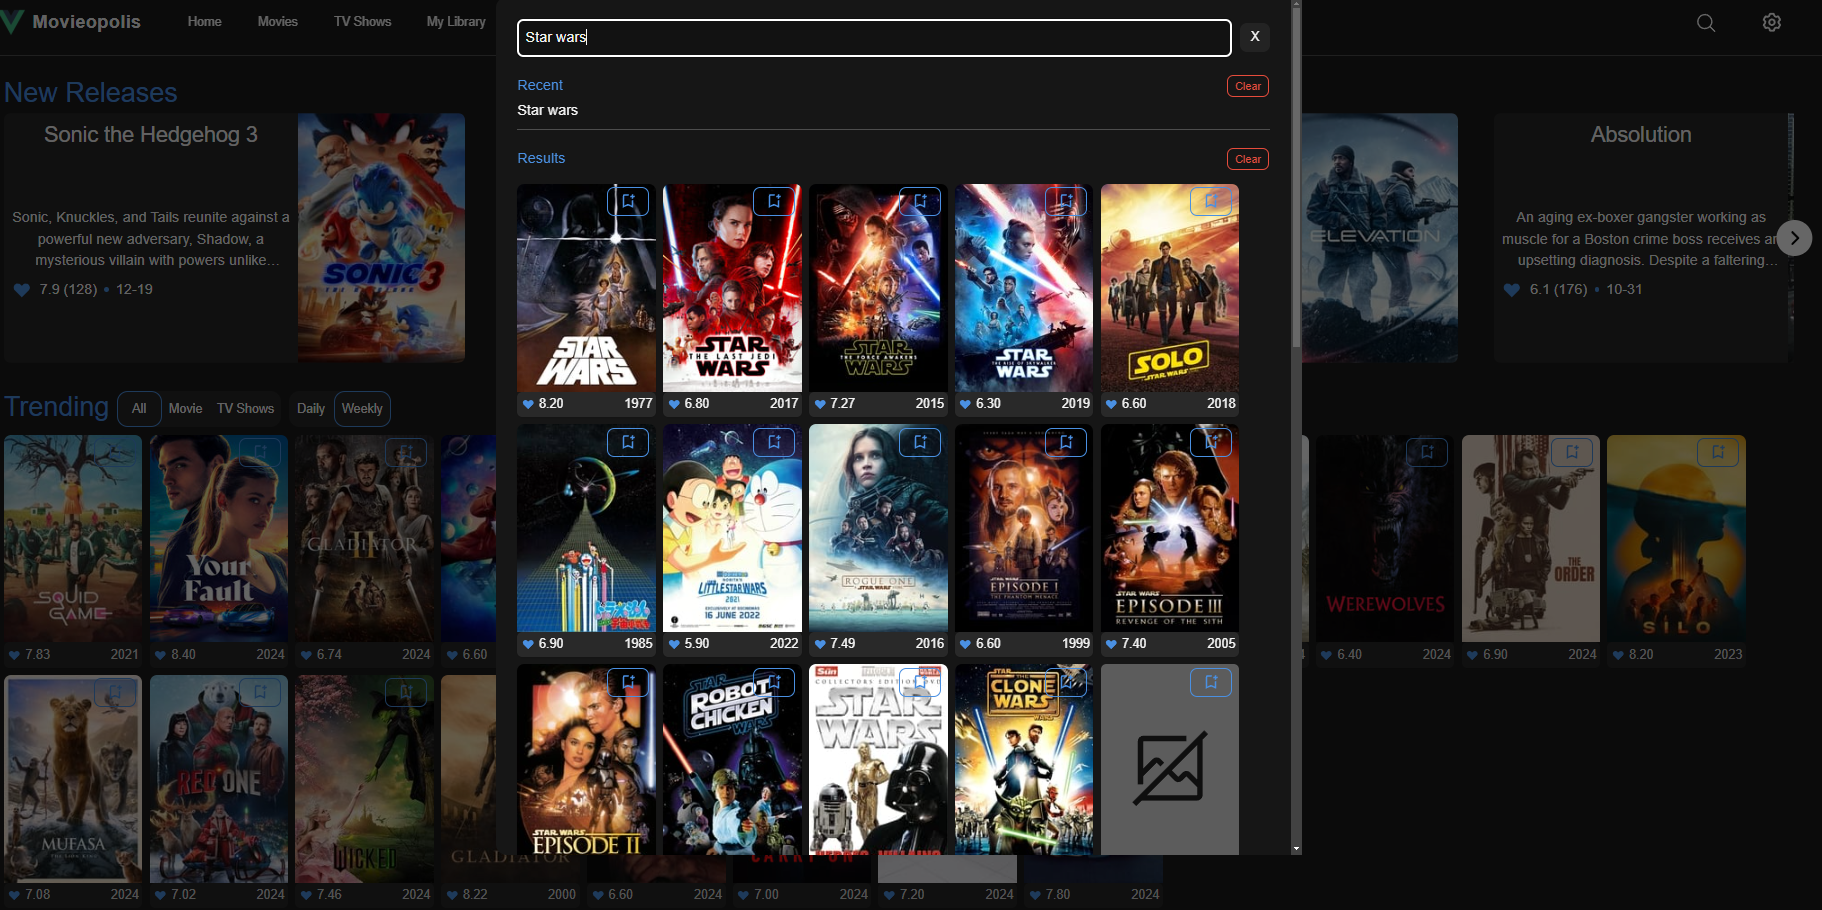 Movieopolis
Home
Movies
TV Shows
My Library
Star wars
X
Recent
Clear
Star wars
Results
Clear
New Releases
Sonic the Hedgehog 3
Sonic, Knuckles, and Tails reunite against a
powerful new adversary, Shadow, a
mysterious villain with powers unlike...
7.9 (128) • 12-19
SONIC 3
ELEVATION
Absolution
An aging ex-boxer gangster working as
muscle for a Boston crime boss receives an
upsetting diagnosis. Despite a faltering...
6.1 (176) • 10-31
STAR
WARS
8.20 1977
STAR
THE LAST JEDI
WARS
6.80 2017
STAR
THE FORCE AWAKENS
WARS
7.27 2015
STAR
THE RISE OF SKYWALKER
WARS
6.30 2019
SOLO
A STAR WARS STORY
6.60 2018
6.90 1985
LITTLE STAR WARS
2021
16 JUNE 2022
5.90 2022
ROGUE ONE
A STAR WARS STORY
7.49 2016
STAR WARS
EPISODE I
THE PHANTOM MENACE
6.60 1999
STAR WARS
EPISODE III
REVENGE OF THE SITH
7.40 2005
STAR WARS
EPISODE II
STAR
ROBOT
CHICKEN
WARS
The Sun
COLLECTORS EDITION DVD
STAR
WARS
STAR
CLONE
WARS
WARS
Trending
All
Movie
TV Shows
Daily
Weekly
SQUID
GAME
7.83 2021
Your
Fault
8.40 2024
GLADIATOR
II
6.74 2024
6.60
WEREWOLVES
6.40 2024
THE
ORDER
6.90 2024
SILO
8.20 2023
MUFASA
THE LION KING
7.08 2024
RED ONE
7.02 2024
WICKED
7.46 2024
GLADIATOR
8.22 2000
6.60 2024
CARRY-ON
7.00 2024
7.20 2024
7.80 2024